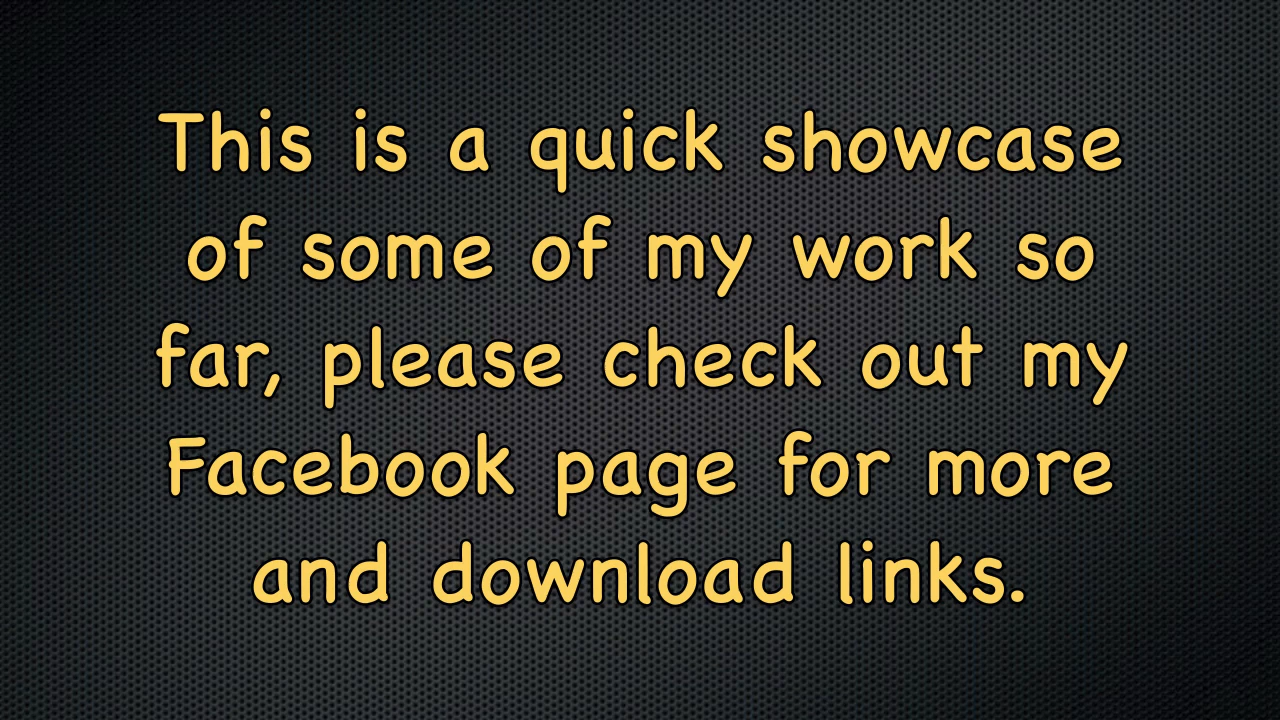 This is a quick showcase
of some of my work so
far, please check out my
Facebook page for more
and download links.